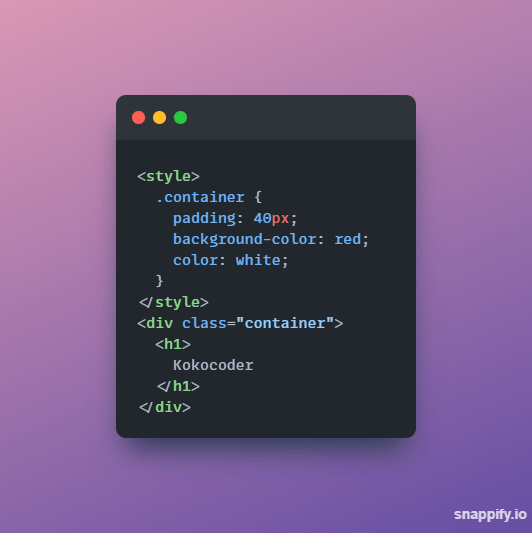 <style>
  .container {
    padding: 40px;
    background-color: red;
    color: white;
  }
</style>
<div class="container">
  <h1>
    Kokocoder
  </h1>
</div>
snappify.io